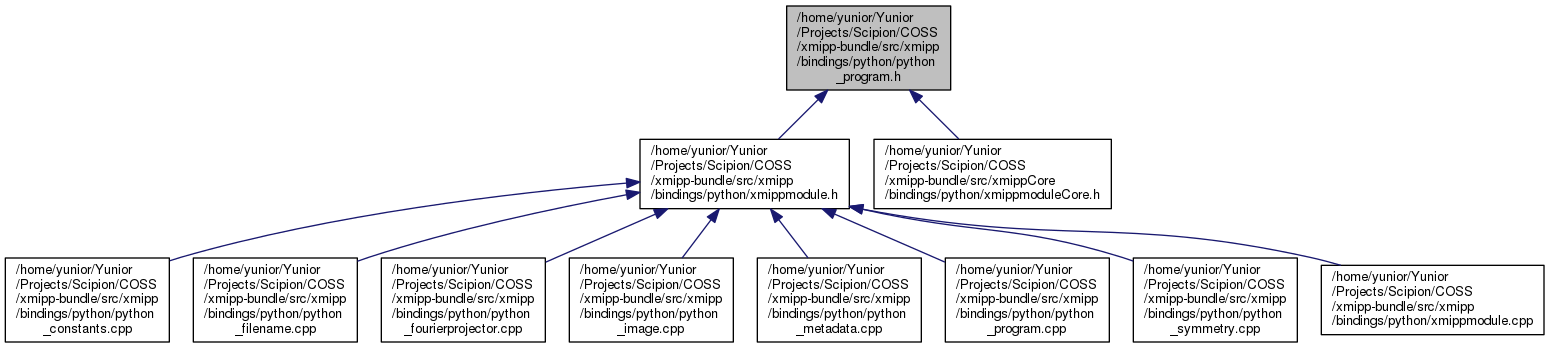 /home/yunior/Yunior
/Projects/Scipion/COSS
/xmipp-bundle/src/xmipp
/bindings/python/python
_program.h
/home/yunior/Yunior
/Projects/Scipion/COSS
/xmipp-bundle/src/xmipp
/bindings/python/xmippmodule.h
/home/yunior/Yunior
/Projects/Scipion/COSS
/xmipp-bundle/src/xmippCore
/bindings/python/xmippmoduleCore.h
/home/yunior/Yunior
/Projects/Scipion/COSS
/xmipp-bundle/src/xmipp
/bindings/python/python
_constants.cpp
/home/yunior/Yunior
/Projects/Scipion/COSS
/xmipp-bundle/src/xmipp
/bindings/python/python
_filename.cpp
/home/yunior/Yunior
/Projects/Scipion/COSS
/xmipp-bundle/src/xmipp
/bindings/python/python
_fourierprojector.cpp
/home/yunior/Yunior
/Projects/Scipion/COSS
/xmipp-bundle/src/xmipp
/bindings/python/python
_image.cpp
/home/yunior/Yunior
/Projects/Scipion/COSS
/xmipp-bundle/src/xmipp
/bindings/python/python
_metadata.cpp
/home/yunior/Yunior
/Projects/Scipion/COSS
/xmipp-bundle/src/xmipp
/bindings/python/python
_program.cpp
/home/yunior/Yunior
/Projects/Scipion/COSS
/xmipp-bundle/src/xmipp
/bindings/python/python
_symmetry.cpp
/home/yunior/Yunior
/Projects/Scipion/COSS
/xmipp-bundle/src/xmipp
/bindings/python/xmippmodule.cpp